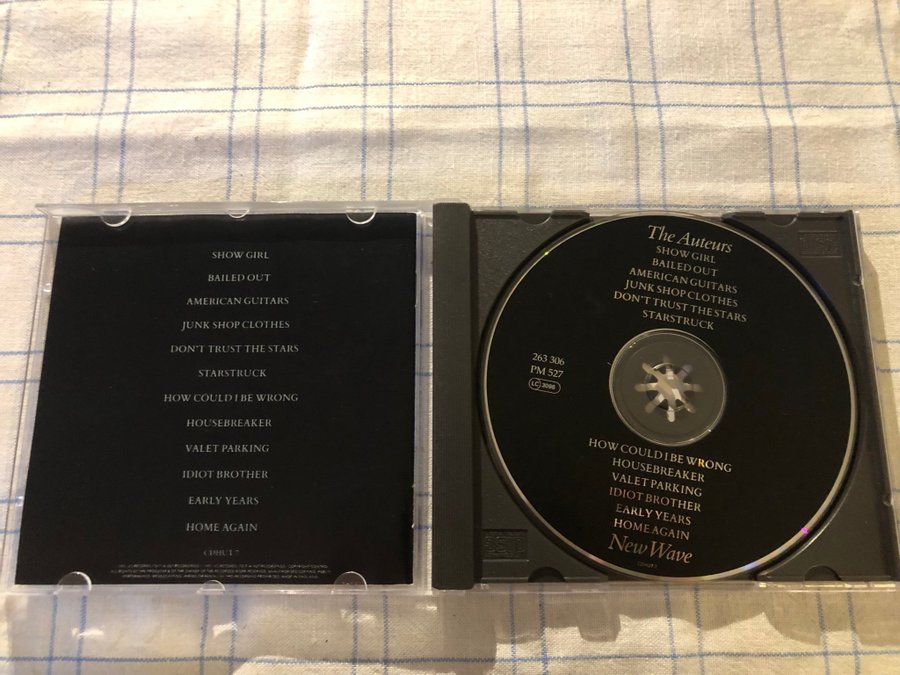 SHOW GIRL
BAILED OUT
AMERICAN GUITARS
JUNK SHOP CLOTHES
DON'T TRUST THE STARS
STARSTRUCK
HOW COULD I BE WRONG
HOUSEBREAKER
VALET PARKING
IDIOT BROTHER
EARLY YEARS
HOME AGAIN
CDHUT 7
The Auteurs
SHOW GIRL
BAILED OUT
AMERICAN GUITARS
JUNK SHOP CLOTHES
DON'T TRUST THE STARS
STARSTRUCK
263 306
PM 527
LC 3098
HOW COULD I BE WRONG
HOUSEBREAKER
VALET PARKING
IDIOT BROTHER
EARLY YEARS
HOME AGAIN
New Wave
CDHUT 7